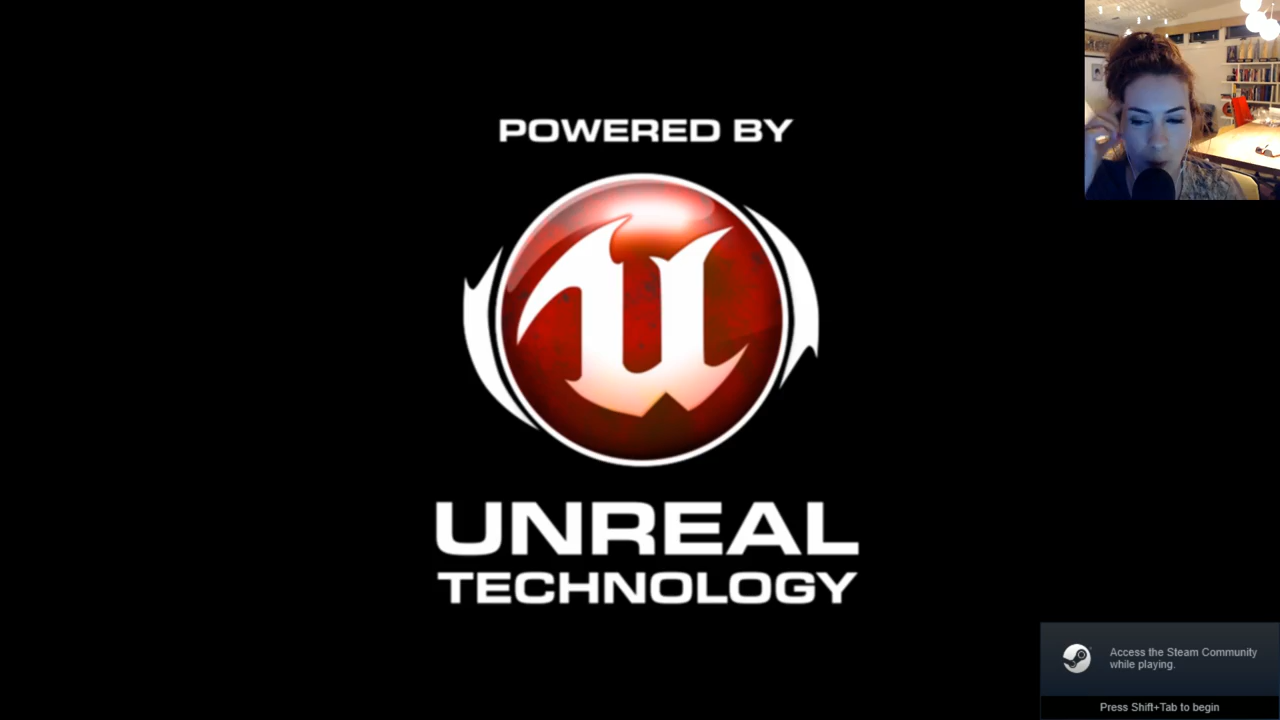 POWERED BY
UNREAL
TECHNOLOGY
Access the Steam Community
while playing.
Press Shift+Tab to begin